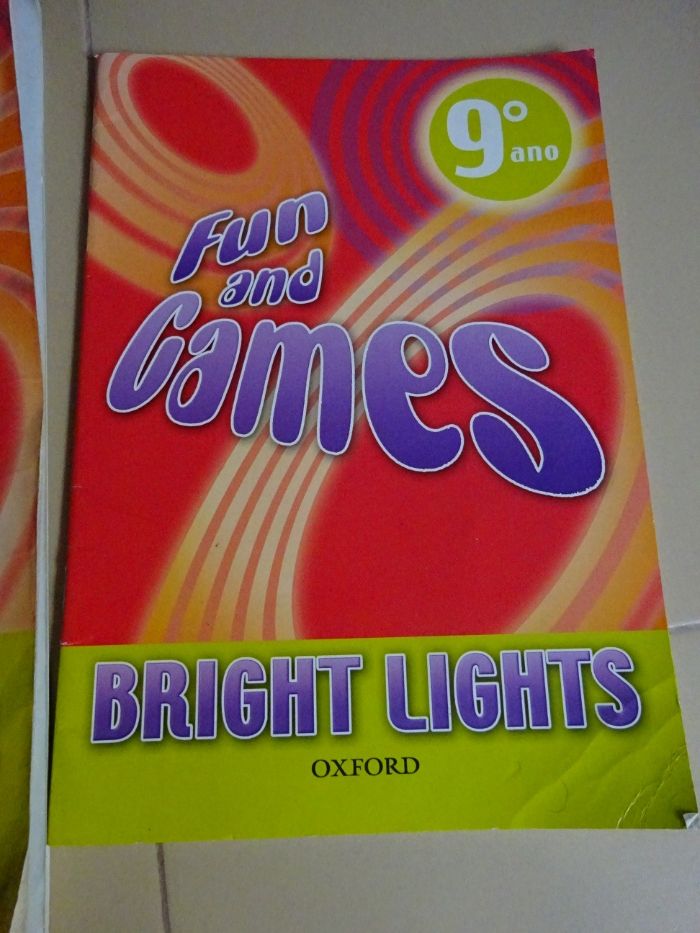 9º
ano
Fun
and
Games
BRIGHT LIGHTS
OXFORD